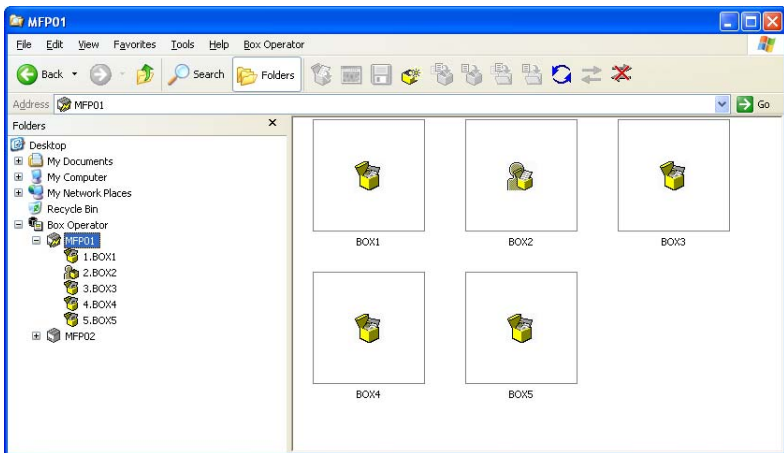 MFP01
File Edit View Favorites Tools Help Box Operator
Back Search Folders
Address MFP01 Go
Folders x
Desktop
My Documents
My Computer
My Network Places
Recycle Bin
Box Operator
MFP01
1.BOX1
2.BOX2
3.BOX3
4.BOX4
5.BOX5
MFP02
BOX1 BOX2 BOX3
BOX4 BOX5